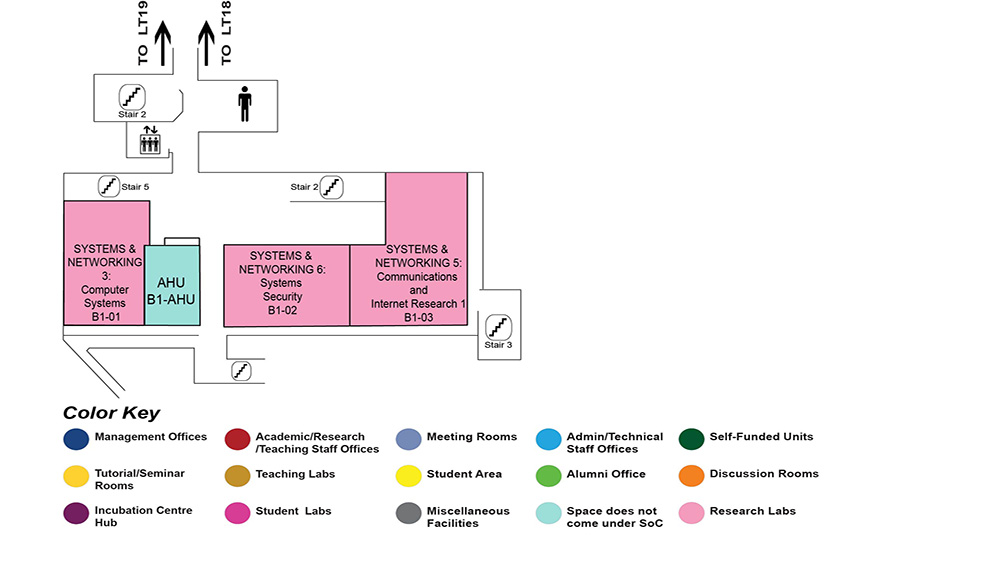 TO LT19
TO LT18
Stair 2
Stair 5
Stair 2
SYSTEMS &
NETWORKING
3:
Computer
Systems
B1-01
AHU
B1-AHU
SYSTEMS &
NETWORKING 6:
Systems
Security
B1-02
SYSTEMS &
NETWORKING 5:
Communications
and
Internet Research 1
B1-03
Stair 3
Color Key
Management Offices
Academic/Research
/Teaching Staff Offices
Meeting Rooms
Admin/Technical
Staff Offices
Self-Funded Units
Tutorial/Seminar
Rooms
Teaching Labs
Student Area
Alumni Office
Discussion Rooms
Incubation Centre
Hub
Student Labs
Miscellaneous
Facilities
Space does not
come under SoC
Research Labs